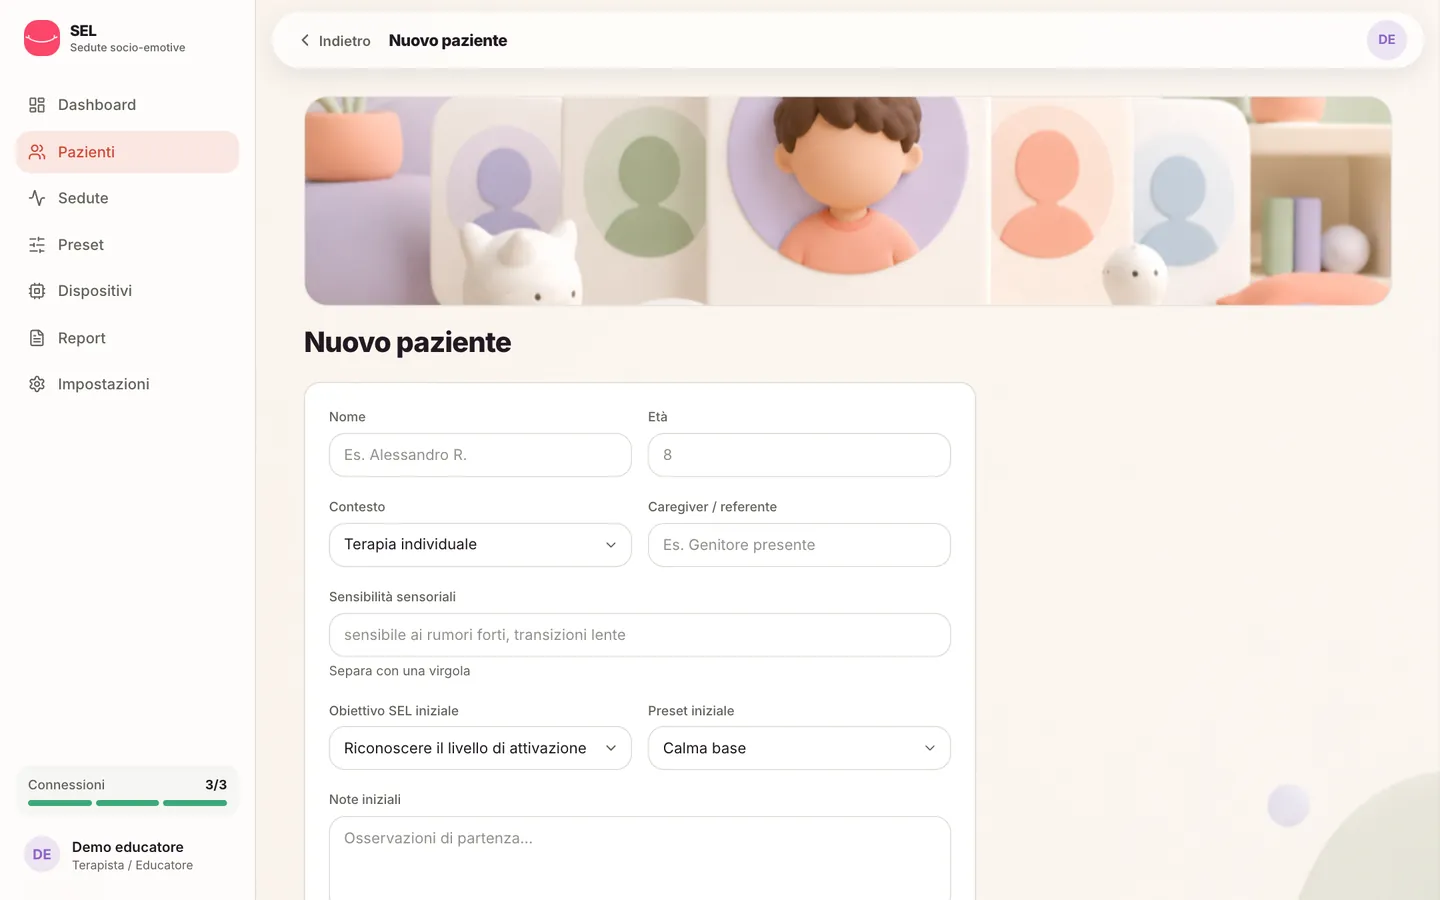 SEL
Sedute socio-emotive
Dashboard
Pazienti
Sedute
Preset
Dispositivi
Report
Impostazioni
Connessioni 3/3
DE
Demo educatore
Terapista / Educatore
Indietro Nuovo paziente DE
Nuovo paziente
Nome Età
Es. Alessandro R. 8
Contesto Caregiver / referente
Terapia individuale Es. Genitore presente
Sensibilità sensoriali
sensibile ai rumori forti, transizioni lente
Separa con una virgola
Obiettivo SEL iniziale Preset iniziale
Riconoscere il livello di attivazione Calma base
Note iniziali
Osservazioni di partenza...